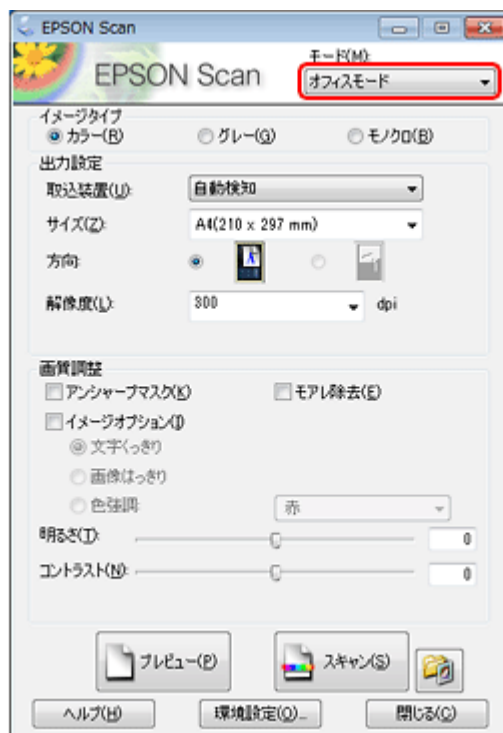 EPSON Scan
EPSON Scan
モード(M):
オフィスモード
イメージタイプ
カラー(R) グレー(G) モノクロ(B)
出力設定
取込装置(U): 自動検知
サイズ(Z): A4(210 x 297 mm)
方向:
解像度(L): 300 dpi
画質調整
アンシャープマスク(K) モアレ除去(E)
イメージオプション(I)
文字くっきり
画像はっきり
色強調: 赤
明るさ(T): 0
コントラスト(N): 0
プレビュー(P) スキャン(S)
ヘルプ(H) 環境設定(O)... 閉じる(C)